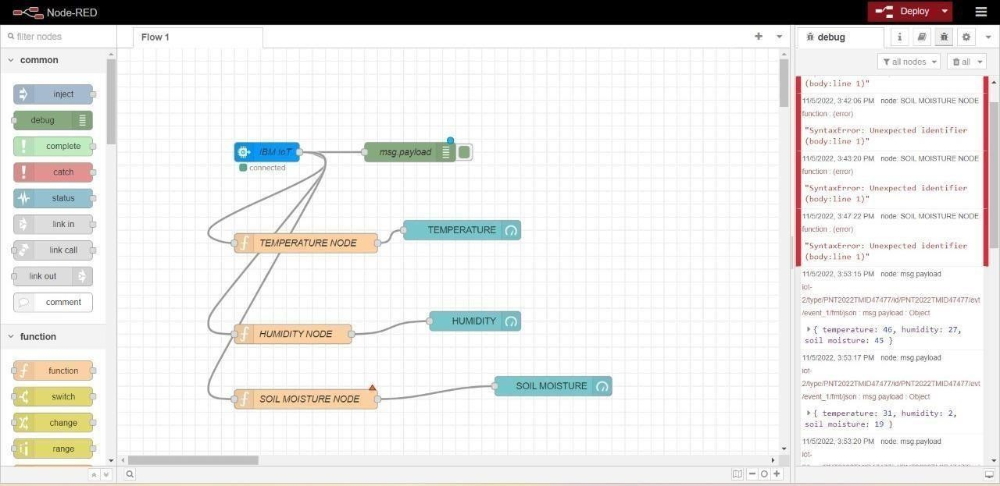 Node-RED
Deploy
filter nodes
common
inject
debug
complete
catch
status
link in
link call
link out
comment
function
function
switch
change
range
Flow 1
IBM IoT
connected
msg.payload
TEMPERATURE NODE
TEMPERATURE
HUMIDITY NODE
HUMIDITY
SOIL MOISTURE NODE
SOIL MOISTURE
debug
all nodes
all
(body:line 1)"
11/5/2022, 3:42:06 PM node: SOIL MOISTURE NODE
function : (error)
"SyntaxError: Unexpected identifier
(body:line 1)"
11/5/2022, 3:43:20 PM node: SOIL MOISTURE NODE
function : (error)
"SyntaxError: Unexpected identifier
(body:line 1)"
11/5/2022, 3:47:22 PM node: SOIL MOISTURE NODE
function : (error)
"SyntaxError: Unexpected identifier
(body:line 1)"
11/5/2022, 3:53:15 PM node: msg.payload
iot-
2/type/PNT2022TMID47477/id/PNT2022TMID47477/evt
/event_1/fmt/json : msg.payload : Object
{ temperature: 46, humidity: 27,
soil moisture: 45 }
11/5/2022, 3:53:17 PM node: msg.payload
iot-
2/type/PNT2022TMID47477/id/PNT2022TMID47477/evt
/event_1/fmt/json : msg.payload : Object
{ temperature: 31, humidity: 2,
soil moisture: 19 }
11/5/2022, 3:53:20 PM node: msg.payload
iot-